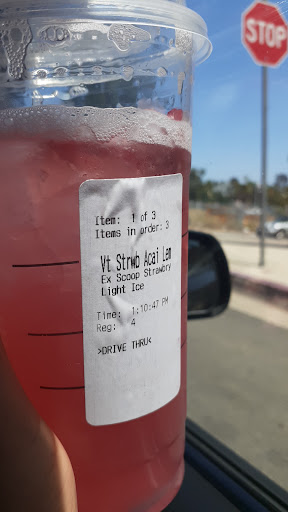 STOP
Item: 1 of 3
Items in order: 3
Vt Strwb Acai Lem
Ex Scoop Strawbry
Light Ice
Time: 1:10:47 PM
Reg: 4
>DRIVE THRU<